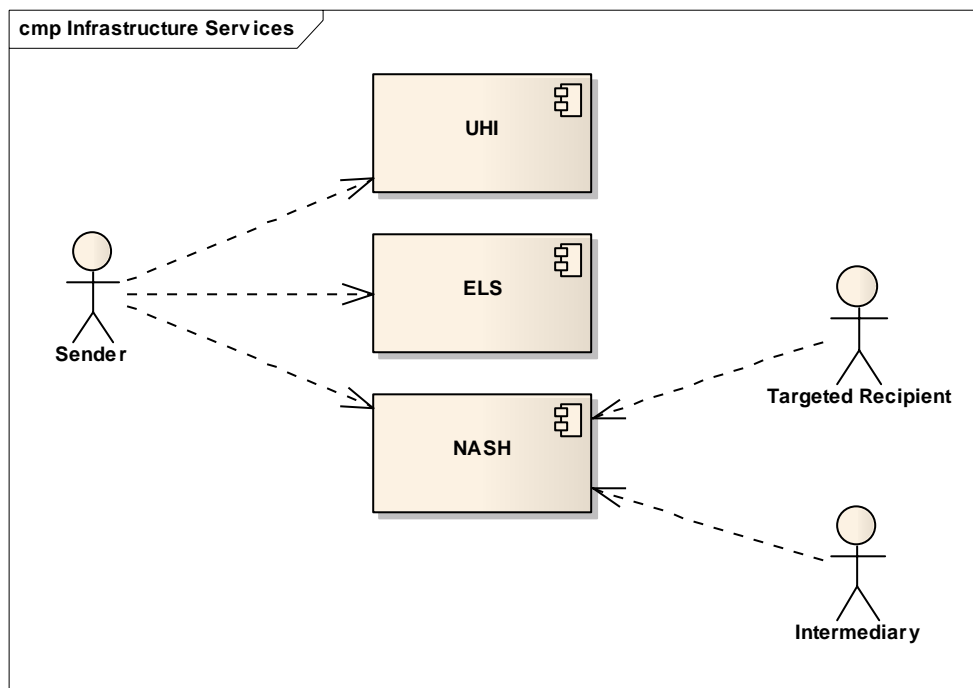 cmp Infrastructure Services
UHI
ELS
Sender
NASH
Targeted Recipient
Intermediary